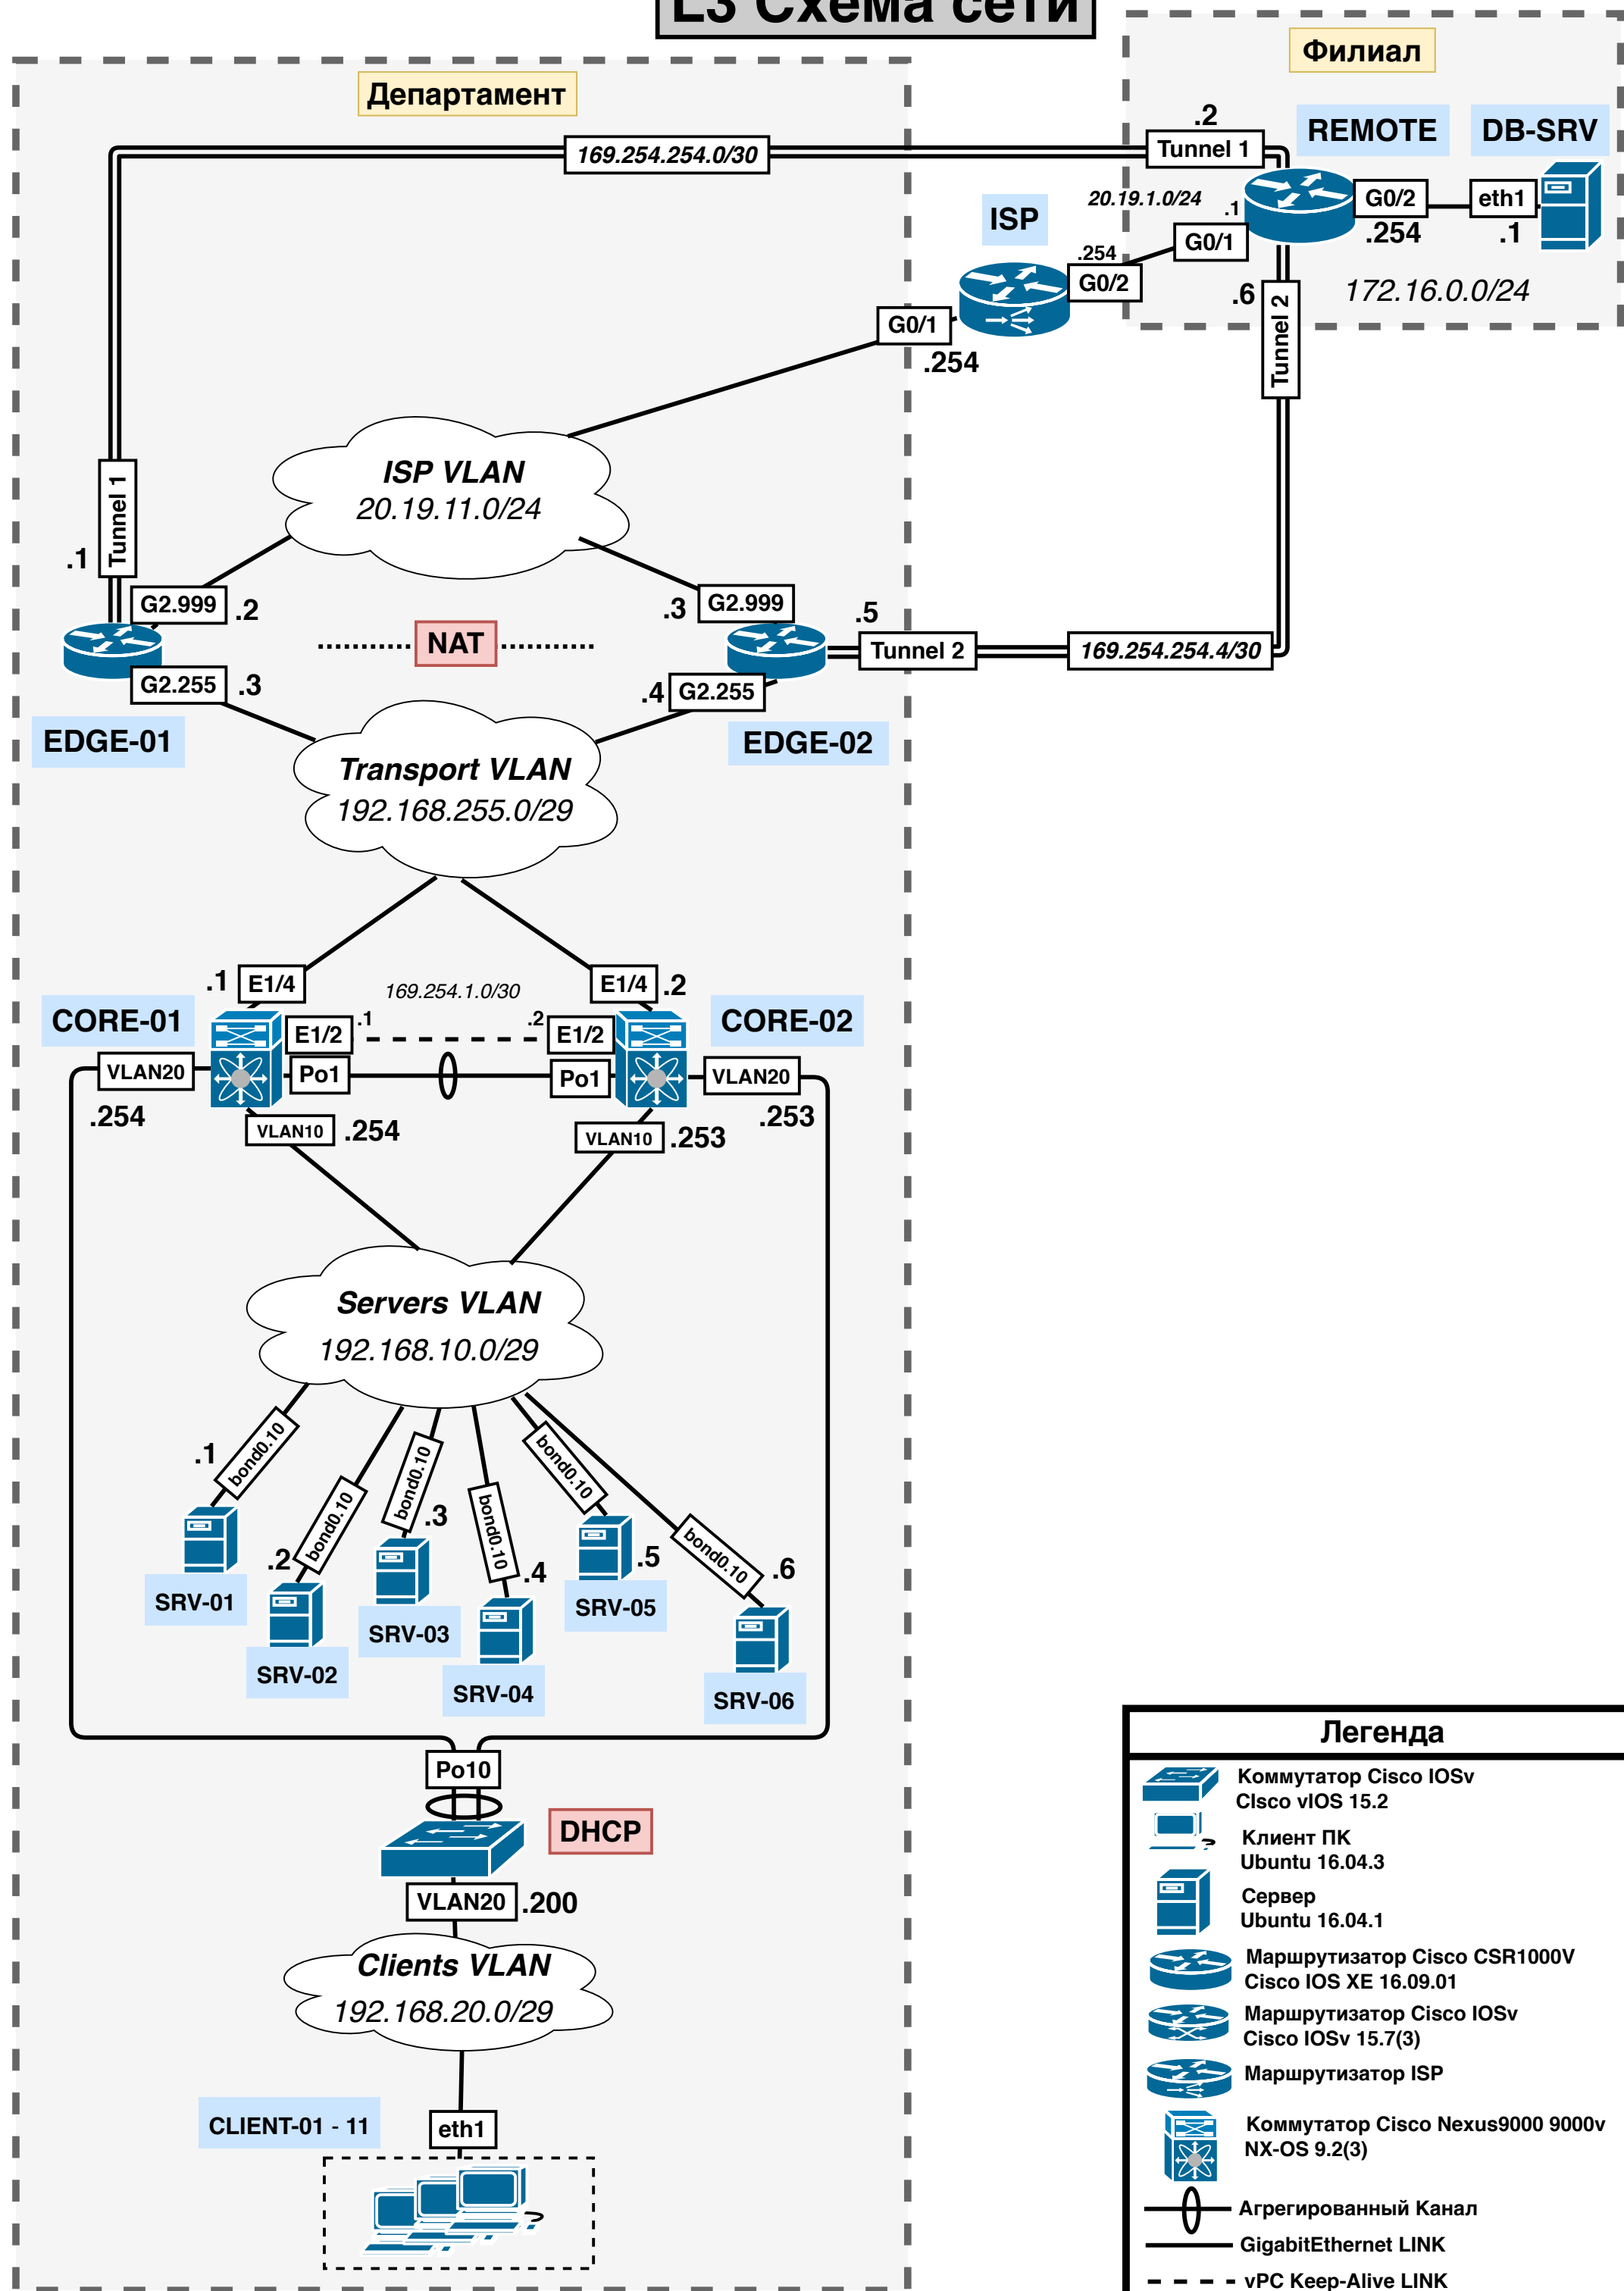 L3 Схема сети
Филиал
Департамент
.2
REMOTE
DB-SRV
Tunnel 1
169.254.254.0/30
20.19.1.0/24
.1
G0/2
eth1
ISP
G0/1
.254
.1
.254
G0/2
.6
172.16.0.0/24
Tunnel 2
G0/1
.254
ISP VLAN
20.19.11.0/24
Tunnel 1
.1
G2.999
.2
.3
G2.999
.5
NAT
Tunnel 2
169.254.254.4/30
G2.255
.3
.4
G2.255
EDGE-01
EDGE-02
Transport VLAN
192.168.255.0/29
.1
E1/4
169.254.1.0/30
E1/4
.2
CORE-01
E1/2
.1
.2
E1/2
CORE-02
VLAN20
Po1
Po1
VLAN20
.254
VLAN10
.254
VLAN10
.253
.253
Servers VLAN
192.168.10.0/29
.1
bond0.10
bond0.10
bond0.10
bond0.10
bond0.10
bond0.10
.3
.2
.4
.5
.6
SRV-01
SRV-02
SRV-03
SRV-04
SRV-05
SRV-06
Po10
DHCP
VLAN20
.200
Clients VLAN
192.168.20.0/29
CLIENT-01 - 11
eth1
Легенда
Коммутатор Cisco IOSv
CIsco vIOS 15.2
Клиент ПК
Ubuntu 16.04.3
Сервер
Ubuntu 16.04.1
Маршрутизатор Cisco CSR1000V
Cisco IOS XE 16.09.01
Маршрутизатор Cisco IOSv
Cisco IOSv 15.7(3)
Маршрутизатор ISP
Коммутатор Cisco Nexus9000 9000v
NX-OS 9.2(3)
Агрегированный Канал
GigabitEthernet LINK
vPC Keep-Alive LINK